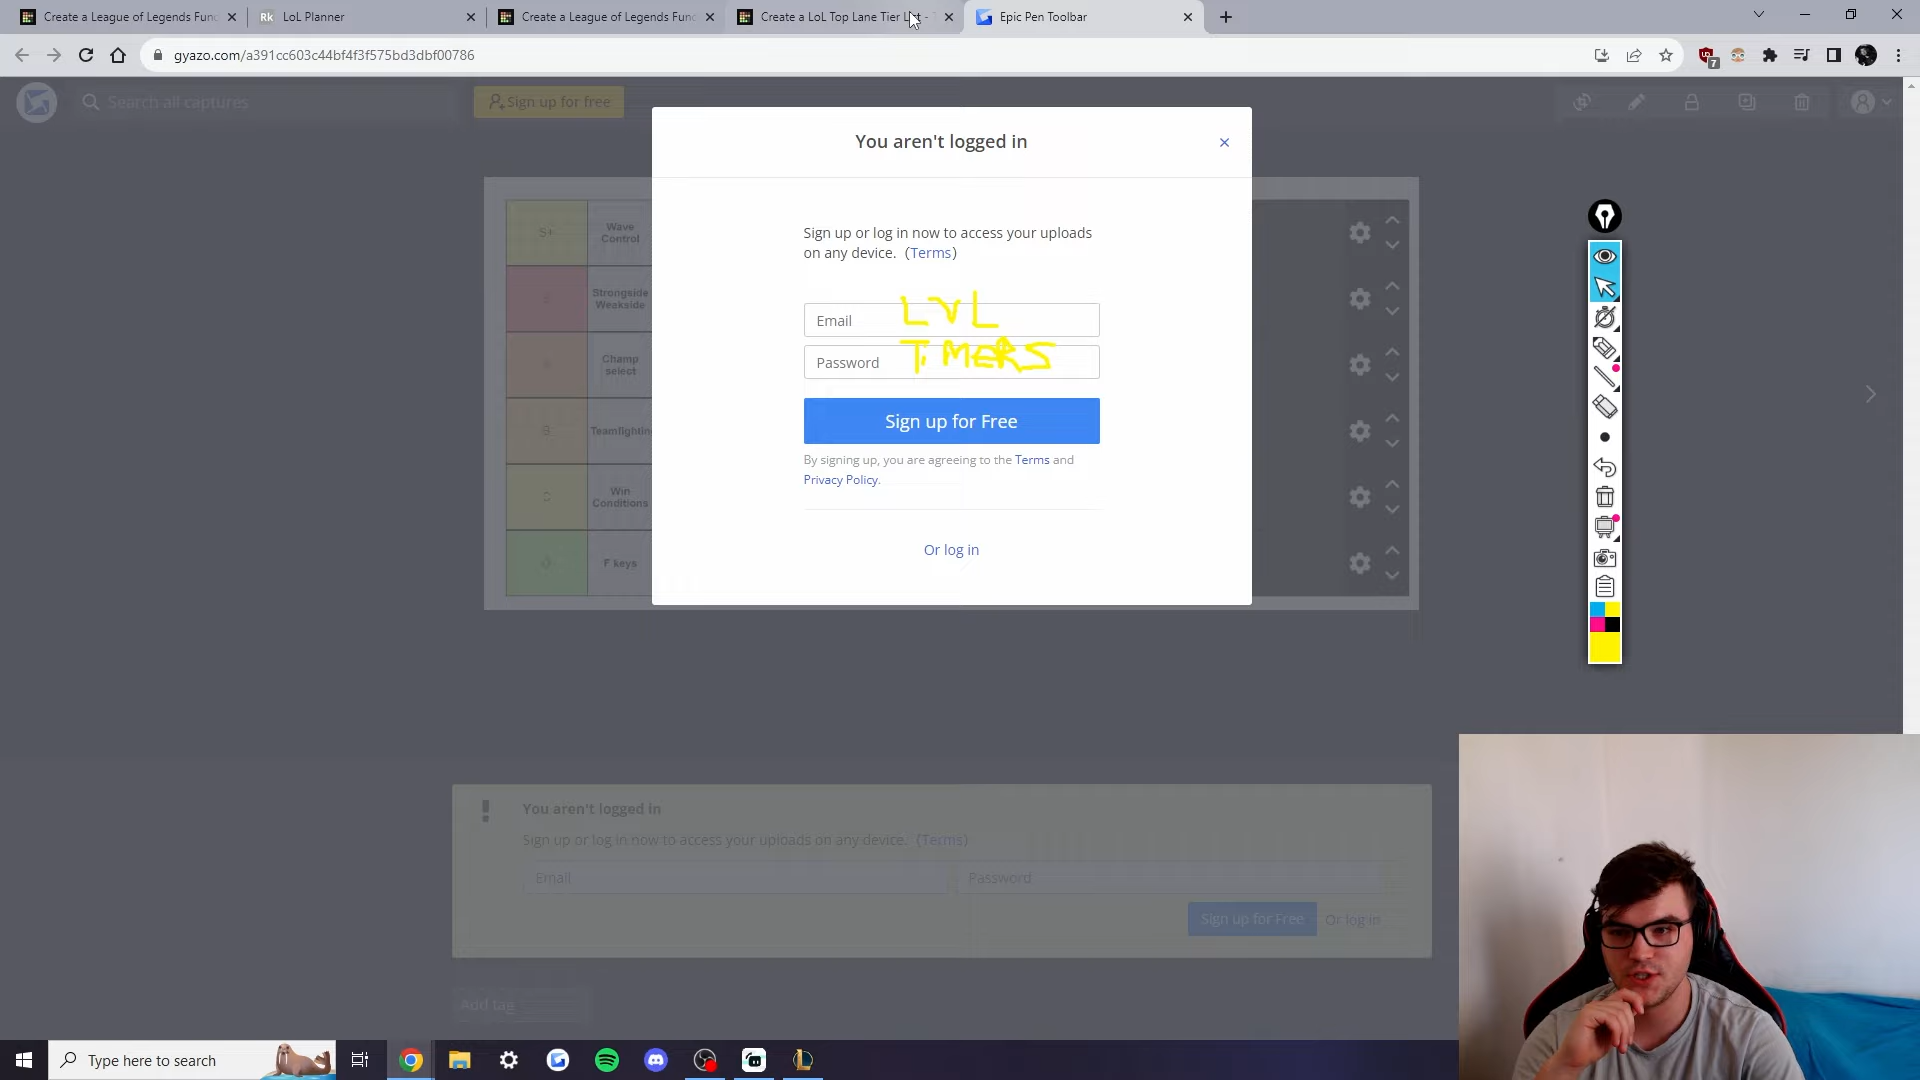 Create a League of Legends Func
LoL Planner
Create a League of Legends Func
Create a LoL Top Lane Tier List - T
Epic Pen Toolbar
gyazo.com/a391cc603c44bf4f3f575bd3dbf00786
7
Search all captures
Sign up for free
You aren't logged in
Sign up or log in now to access your uploads
on any device. (Terms)
LVL
Email
TiMERS
Password
Sign up for Free
By signing up, you are agreeing to the Terms and
Privacy Policy.
Or log in
S+
Wave
Control
Strongside
Weakside
Champ
select
B
Teamfighting
C
Win
Conditions
D
F keys
You aren't logged in
Sign up or log in now to access your uploads on any device. (Terms)
Email
Password
Sign up for Free
Or log in
Add tag
Type here to search